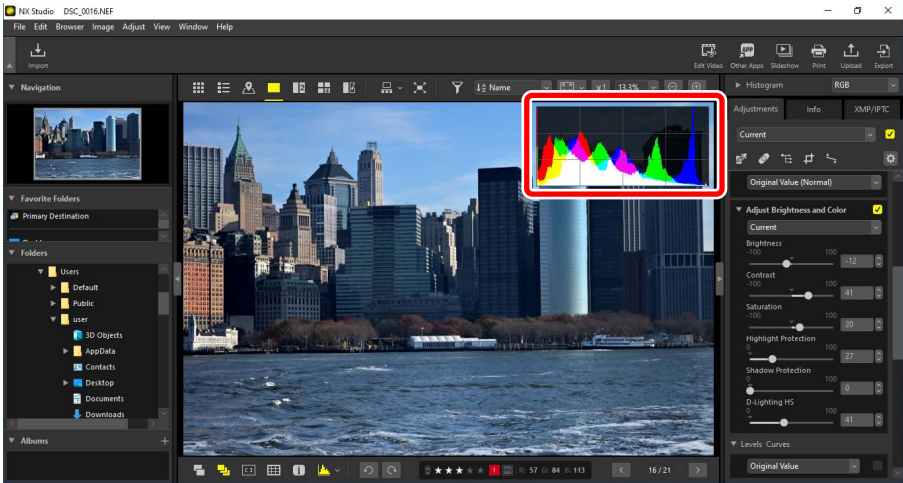 NX Studio DSC_0016.NEF
File Edit Browser Image Adjust View Window Help
Import
Edit Video Other Apps Slideshow Print Upload Export
Navigation
Name
x1
13.3%
Histogram
RGB
Adjustments Info XMP/IPTC
Current
Original Value (Normal)
Favorite Folders
Primary Destination
Folders
Users
Default
Public
user
3D Objects
AppData
Contacts
Desktop
Documents
Downloads
Albums
Adjust Brightness and Color
Current
Brightness
-100 100
-12
Contrast
-100 100
41
Saturation
-100 100
20
Highlight Protection
0 100
27
Shadow Protection
0 100
0
D-Lighting HS
0 100
41
Levels Curves
Original Value
1
R: 57 G: 84 B: 113
16/21